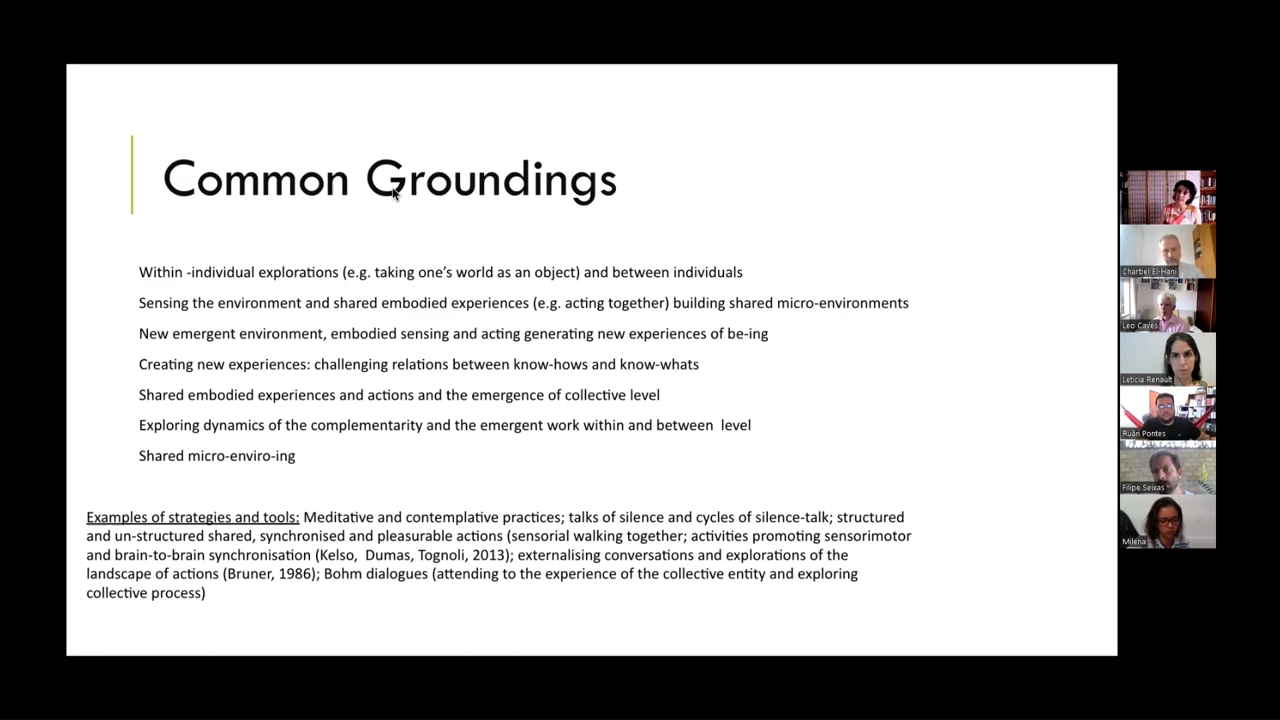 Common Groundings
Within -individual explorations (e.g. taking one's world as an object) and between individuals
Sensing the environment and shared embodied experiences (e.g. acting together) building shared micro-environments
New emergent environment, embodied sensing and acting generating new experiences of be-ing
Creating new experiences: challenging relations between know-hows and know-whats
Shared embodied experiences and actions and the emergence of collective level
Exploring dynamics of the complementarity and the emergent work within and between  level
Shared micro-enviro-ing
Examples of strategies and tools: Meditative and contemplative practices; talks of silence and cycles of silence-talk; structured
and un-structured shared, synchronised and pleasurable actions (sensorial walking together; activities promoting sensorimotor
and brain-to-brain synchronisation (Kelso,  Dumas, Tognoli, 2013); externalising conversations and explorations of the
landscape of actions (Bruner, 1986); Bohm dialogues (attending to the experience of the collective entity and exploring
collective process)
Charbel El-Hani
Leo Caves
Leticia Renault
Ruan Pontes
Filipe Seixas
Milena